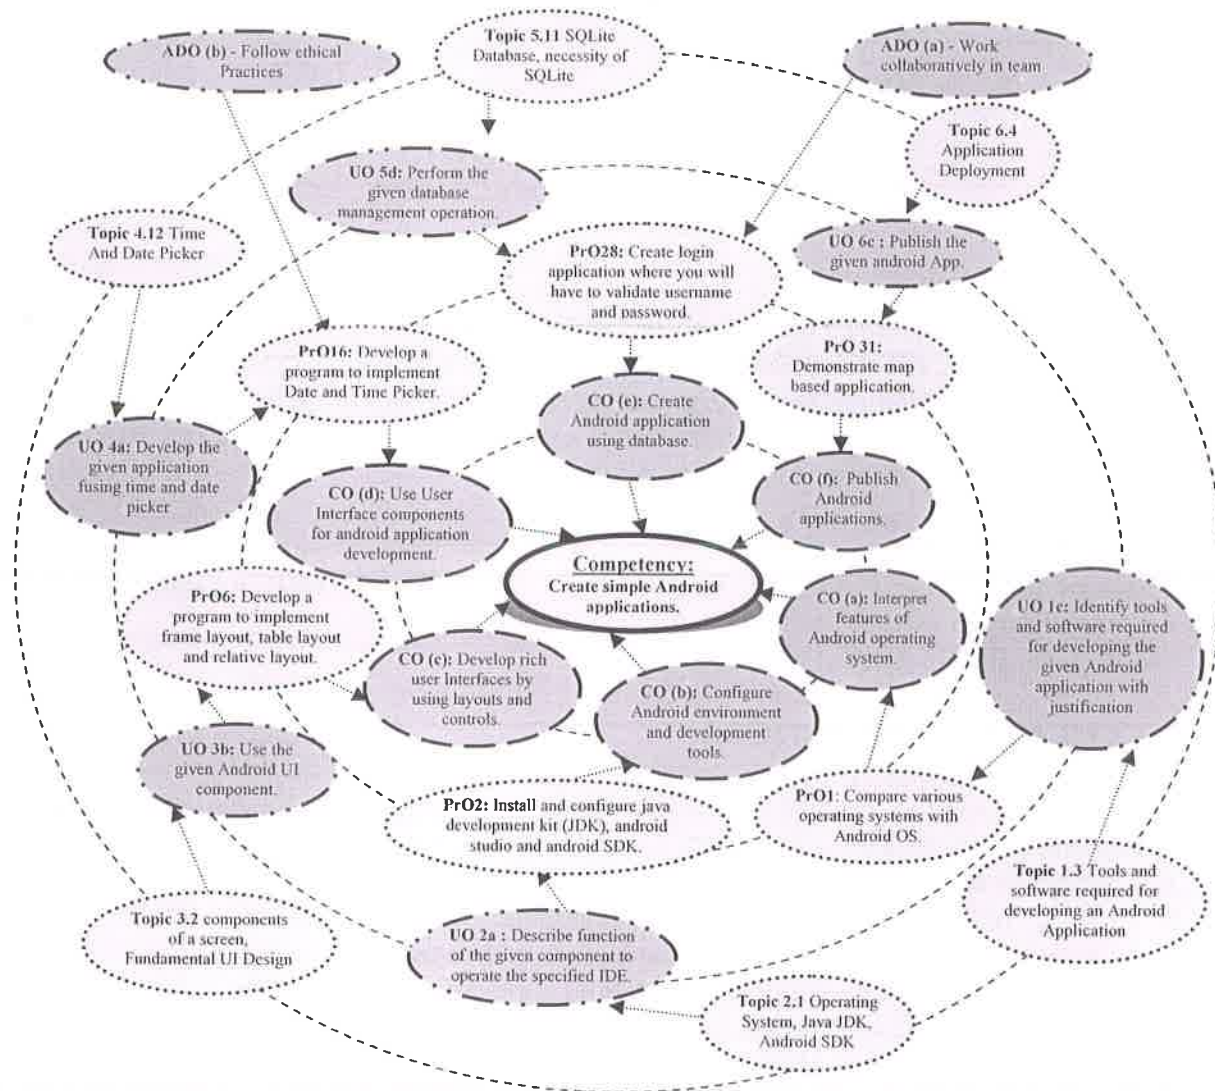 ADO (b) - Follow ethical
Practices
Topic 5.11 SQLite
Database, necessity of
SQLite
ADO (a) - Work
collaboratively in team
Topic 6.4
Application
Deployment
UO 5d: Perform the
given database
management operation.
Topic 4.12 Time
And Date Picker
PrO28: Create login
application where you will
have to validate username
and password.
UO 6c : Publish the
given android App.
PrO16: Develop a
program to implement
Date and Time Picker.
PrO 31:
Demonstrate map
based application.
CO (e): Create
Android application
using database.
UO 4a: Develop the
given application
fusing time and date
picker
CO (d): Use User
Interface components
for android application
development.
CO (f): Publish
Android
applications.
Competency:
Create simple Android
applications.
PrO6: Develop a
program to implement
frame layout, table layout
and relative layout.
CO (a): Interpret
features of
Android operating
system.
UO 1c: Identify tools
and software required
for developing the
given Android
application with
justification
CO (c): Develop rich
user Interfaces by
using layouts and
controls.
CO (b): Configure
Android environment
and development
tools.
UO 3b: Use the
given Android UI
component.
PrO2: Install and configure java
development kit (JDK), android
studio and android SDK.
PrO1: Compare various
operating systems with
Android OS.
Topic 1.3 Tools and
software required for
developing an Android
Application
Topic 3.2 components
of a screen,
Fundamental UI Design
UO 2a : Describe function
of the given component to
operate the specified IDE.
Topic 2.1 Operating
System, Java JDK,
Android SDK